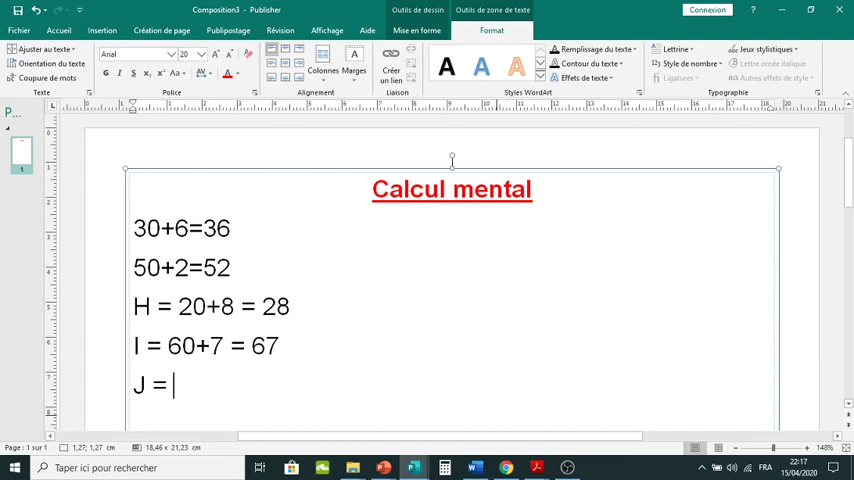 Composition3 - Publisher
Outils de dessin
Outils de zone de texte
Connexion
Fichier
Insertion
Création de page
Publipostage
Révision
Affichage
Aide
Mise en forme
Format
Ajuster au texte
Orientation du texte
Coupure de mots
Texte
Arial
20
G I S x₂ x² Aa A
Police
Colonnes
Marges
Alignement
Créer un lien
Liaison
A A A
Remplissage du texte
Contour du texte
Effets de texte
Styles WordArt
Lettrine
Style de nombre
Ligatures
Jeux stylistiques
Lettre ornée
Autres effets de style
Typographie
P...
1
Calcul mental
30+6=36
50+2=52
H = 20+8 = 28
I = 60+7 = 67
J =
Page : 1 sur 1
1,27; 1,27 cm
18,46 x 21,23 cm
148%
Taper ici pour rechercher
FRA
22:17
15/04/2020